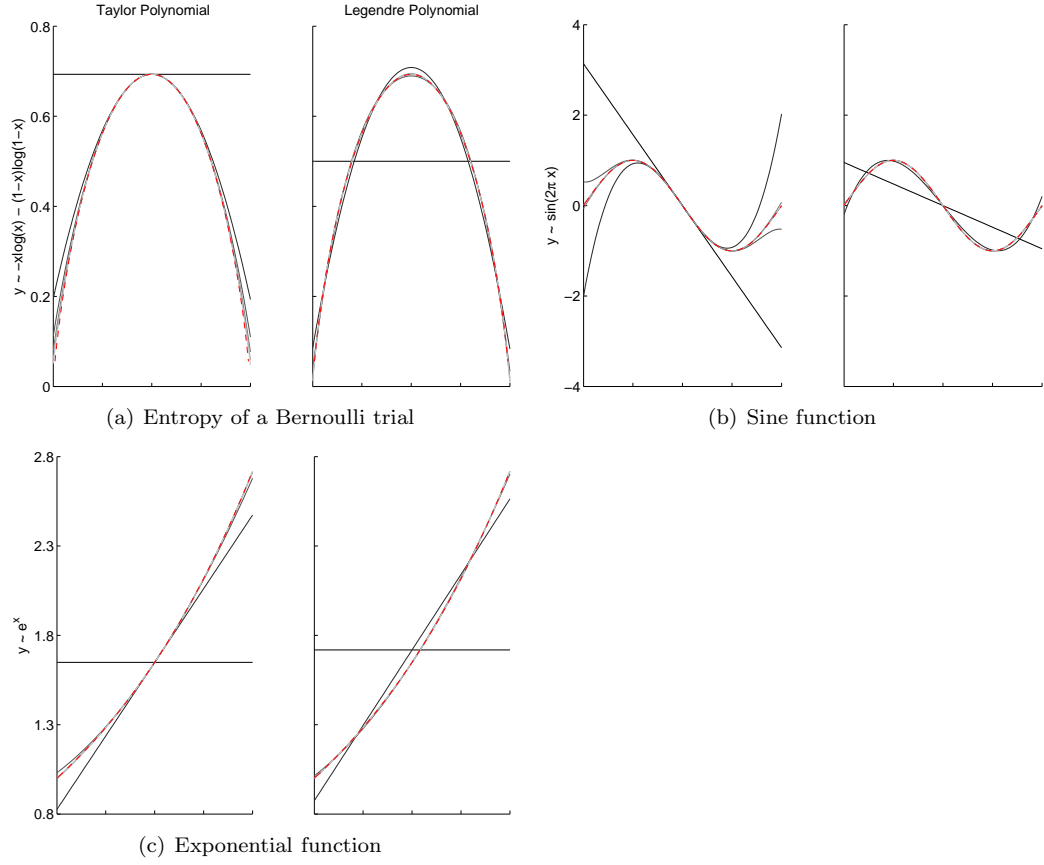 Taylor Polynomial
Legendre Polynomial
0.8
0.6
0.4
0.2
0
y ~ −xlog(x) − (1−x)log(1−x)
(a) Entropy of a Bernoulli trial
4
2
0
−2
−4
y ~ sin(2π x)
(b) Sine function
2.8
2.3
1.8
1.3
0.8
y ~ e^x
(c) Exponential function